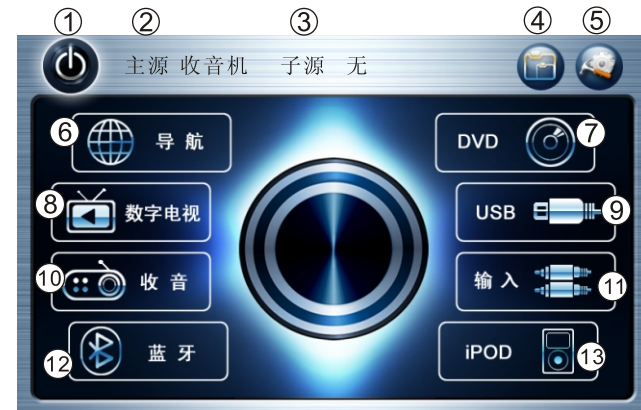 ① ② ③ ④ ⑤
主源 收音机 子源 无
⑥ 导航
DVD ⑦
⑧ 数字电视
USB ⑨
⑩ 收音
输入 ⑪
⑫ 蓝牙
iPOD ⑬